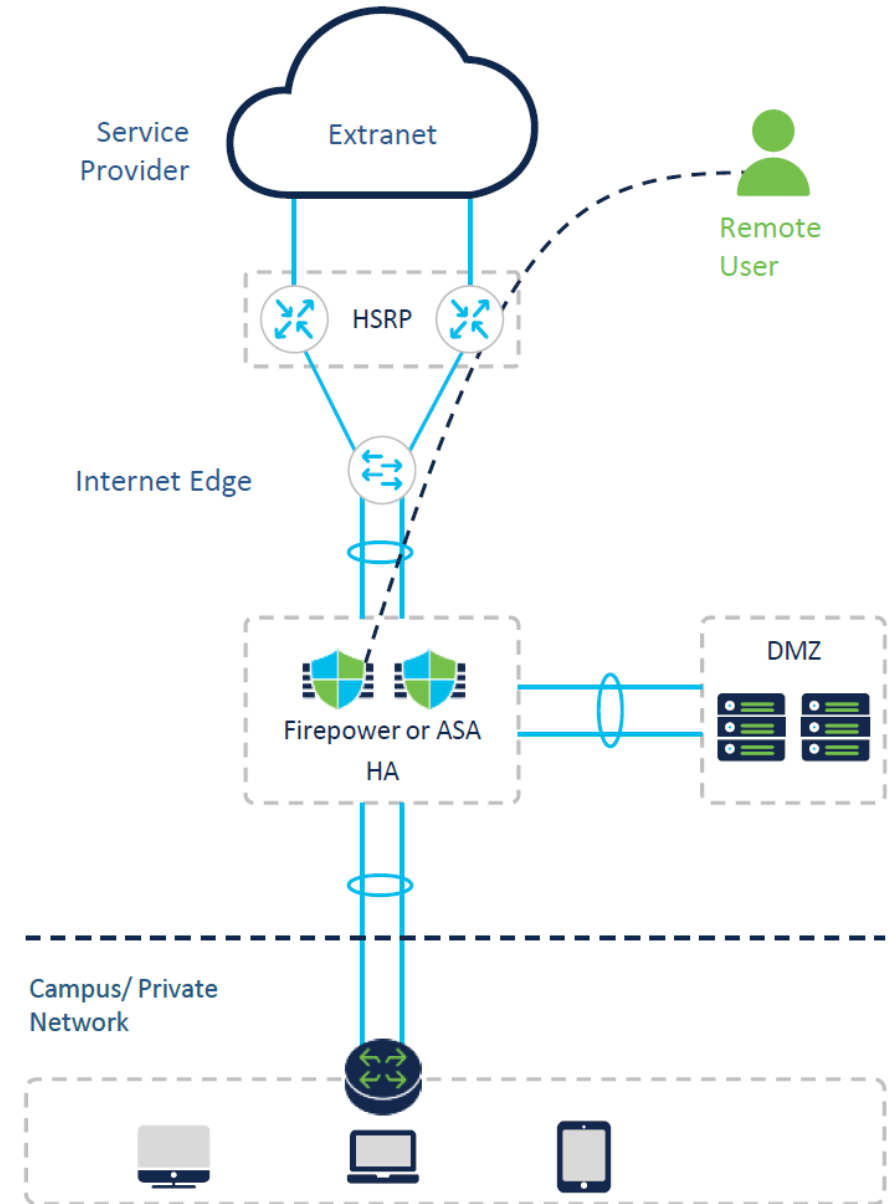 Service
Provider
Extranet
Remote
User
HSRP
Internet Edge
Firepower or ASA
HA
DMZ
Campus/ Private
Network